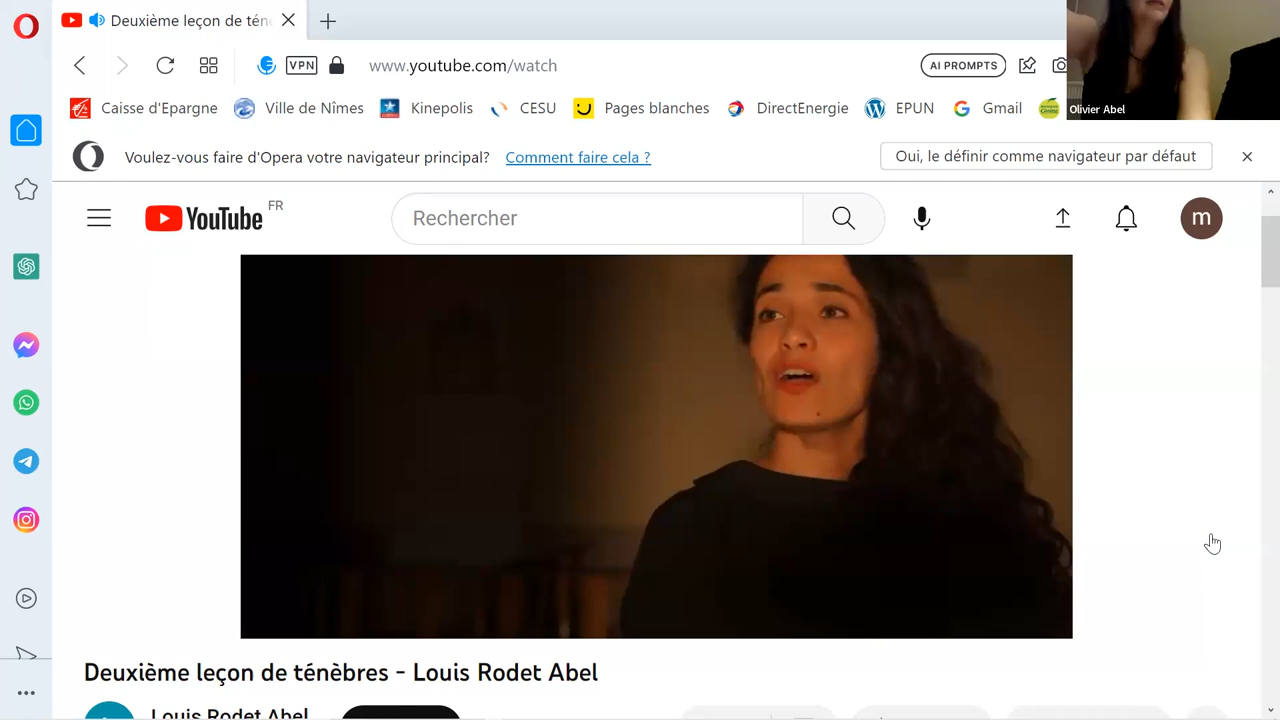 Deuxième leçon de tén
VPN
www.youtube.com/watch
AI PROMPTS
Olivier Abel
Caisse d'Epargne Ville de Nîmes Kinepolis CESU Pages blanches DirectEnergie EPUN Gmail
Voulez-vous faire d'Opera votre navigateur principal? Comment faire cela ? Oui, le définir comme navigateur par défaut
YouTube FR
Rechercher
m
Deuxième leçon de ténèbres - Louis Rodet Abel
Louis Rodet Abel